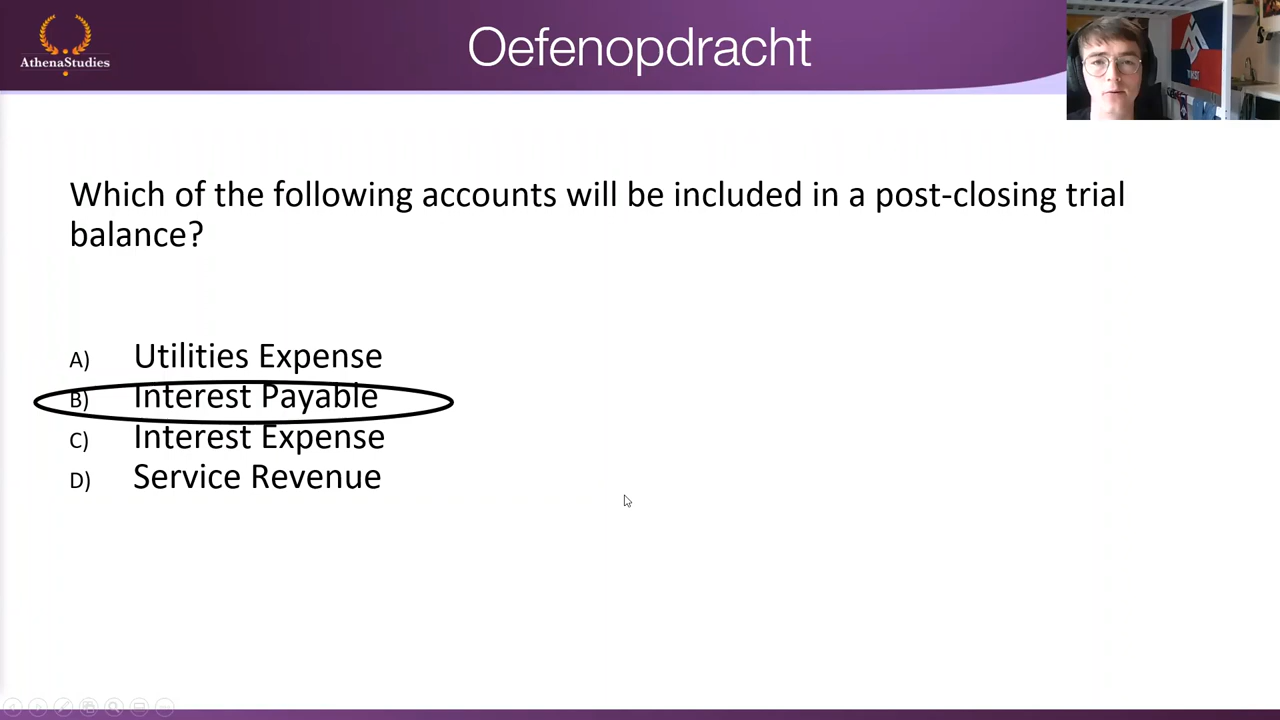 AthenaStudies
Oefenopdracht
Which of the following accounts will be included in a post-closing trial
balance?
A) Utilities Expense
B) Interest Payable
C) Interest Expense
D) Service Revenue